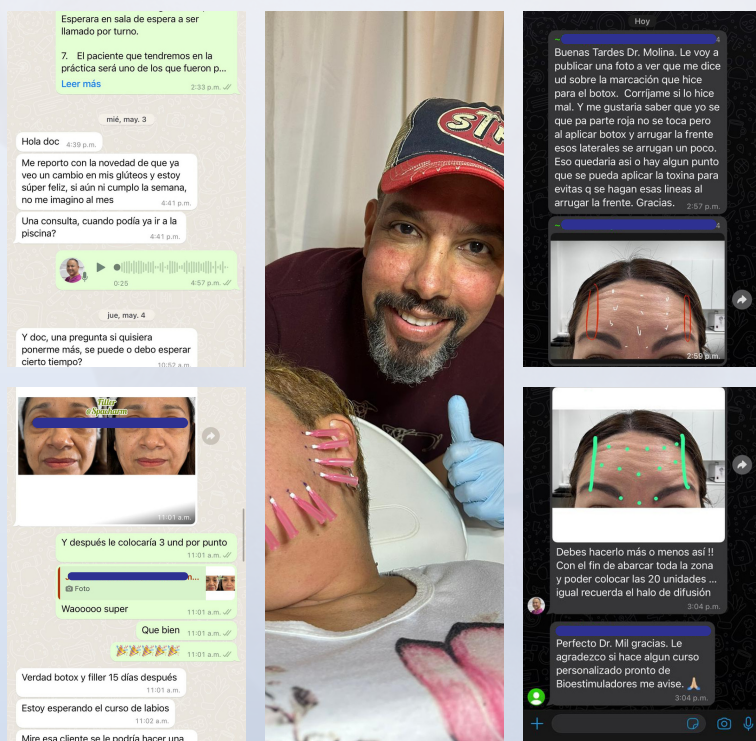 Esperara en sala de espera a ser
llamado por turno.
7. El paciente que tendremos en la
práctica será uno de los que fueron p...
Leer más
2:33 p.m.
mié, may. 3
Hola doc
4:39 p.m.
Me reporto con la novedad de que ya
veo un cambio en mis glúteos y estoy
súper feliz, si aún ni cumplo la semana,
no me imagino al mes
4:41 p.m.
Una consulta, cuando podía ya ir a la
piscina?
4:41 p.m.
0:25
4:57 p.m.
jue, may. 4
Y doc, una pregunta si quisiera
ponerme más, se puede o debo esperar
cierto tiempo?
10:52 a.m.
Filler
@Spapharm
11:01 a.m.
Y después le colocaría 3 und por punto
11:01 a.m.
Foto
Waooooo super
11:01 a.m.
Que bien
11:01 a.m.
🎉🎉🎉🎉🎉
11:01 a.m.
Verdad botox y filler 15 días después
11:01 a.m.
Estoy esperando el curso de labios
11:02 a.m.
Mire esa cliente se le podría hacer una
Hoy
Buenas Tardes Dr. Molina. Le voy a
publicar una foto a ver que me dice
ud sobre la marcación que hice
para el botox. Corríjame si lo hice
mal. Y me gustaria saber que yo se
que pa parte roja no se toca pero
al aplicar botox y arrugar la frente
esos laterales se arrugan un poco.
Eso quedaria asi o hay algun punto
que se pueda aplicar la toxina para
evitas q se hagan esas lineas al
arrugar la frente. Gracias.
2:57 p.m.
2:59 p.m.
Debes hacerlo más o menos así !!
Con el fin de abarcar toda la zona
y poder colocar las 20 unidades ...
igual recuerda el halo de difusión
3:04 p.m.
Perfecto Dr. Mil gracias. Le
agradezco si hace algun curso
personalizado pronto de
Bioestimuladores me avise. 🙏🏼
3:04 p.m.